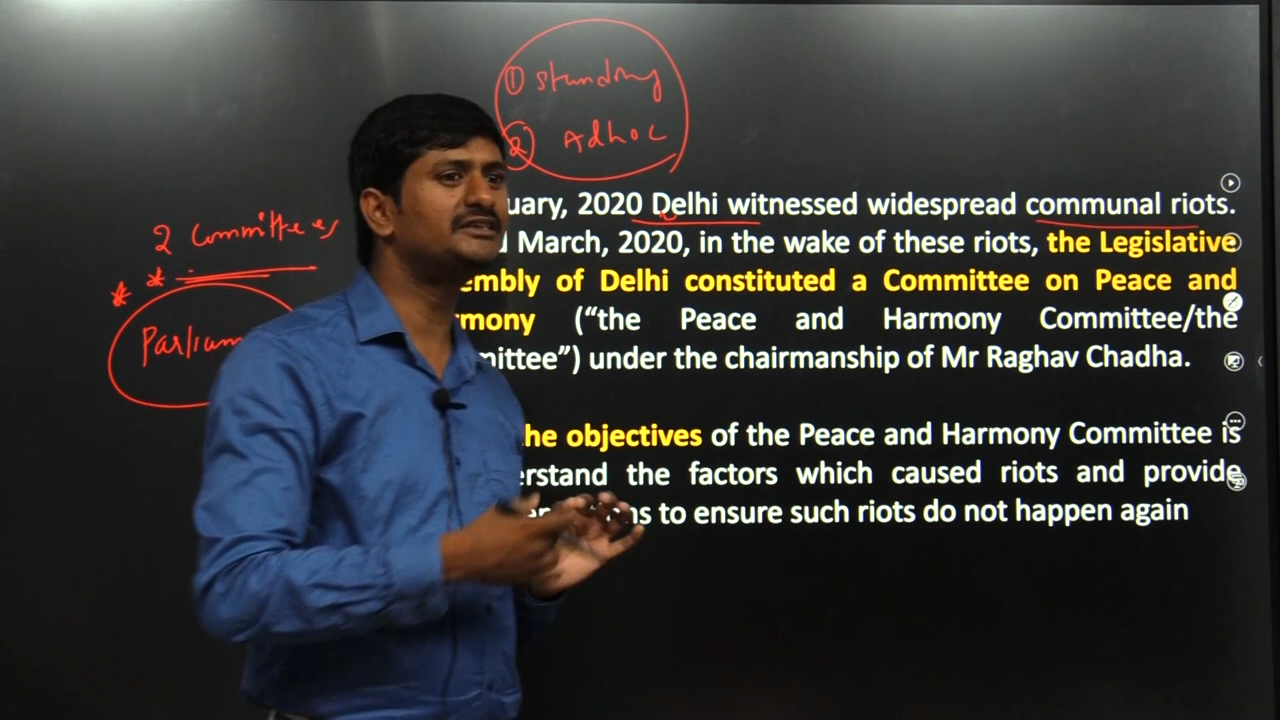 ① standing
② Adhoc
2 Committees
Parliam
uary, 2020 Delhi witnessed widespread communal riots.
March, 2020, in the wake of these riots, the Legislative
embly of Delhi constituted a Committee on Peace and
mony (“the Peace and Harmony Committee/the
mittee”) under the chairmanship of Mr Raghav Chadha.
he objectives of the Peace and Harmony Committee is
erstand the factors which caused riots and provide
ns to ensure such riots do not happen again